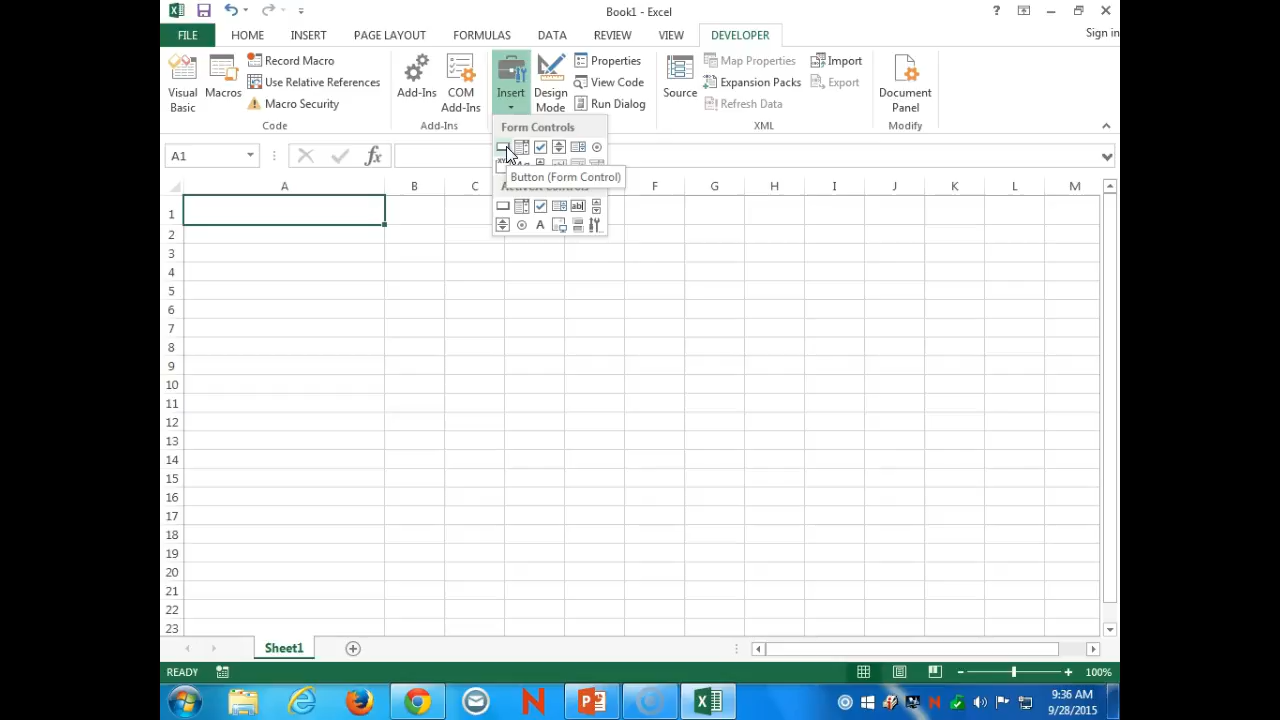 Book1 - Excel
FILE HOME INSERT PAGE LAYOUT FORMULAS DATA REVIEW VIEW DEVELOPER Sign in
Visual Basic
Macros
Record Macro
Use Relative References
Macro Security
Code
Add-Ins
COM Add-Ins
Add-Ins
Insert
Design Mode
Properties
View Code
Run Dialog
Source
Map Properties
Expansion Packs
Refresh Data
Import
Export
XML
Document Panel
Modify
Form Controls
Button (Form Control)
A1
fx
A B C F G H I J K L M
1
2
3
4
5
6
7
8
9
10
11
12
13
14
15
16
17
18
19
20
21
22
23
Sheet1
READY
100%
9:36 AM
9/28/2015